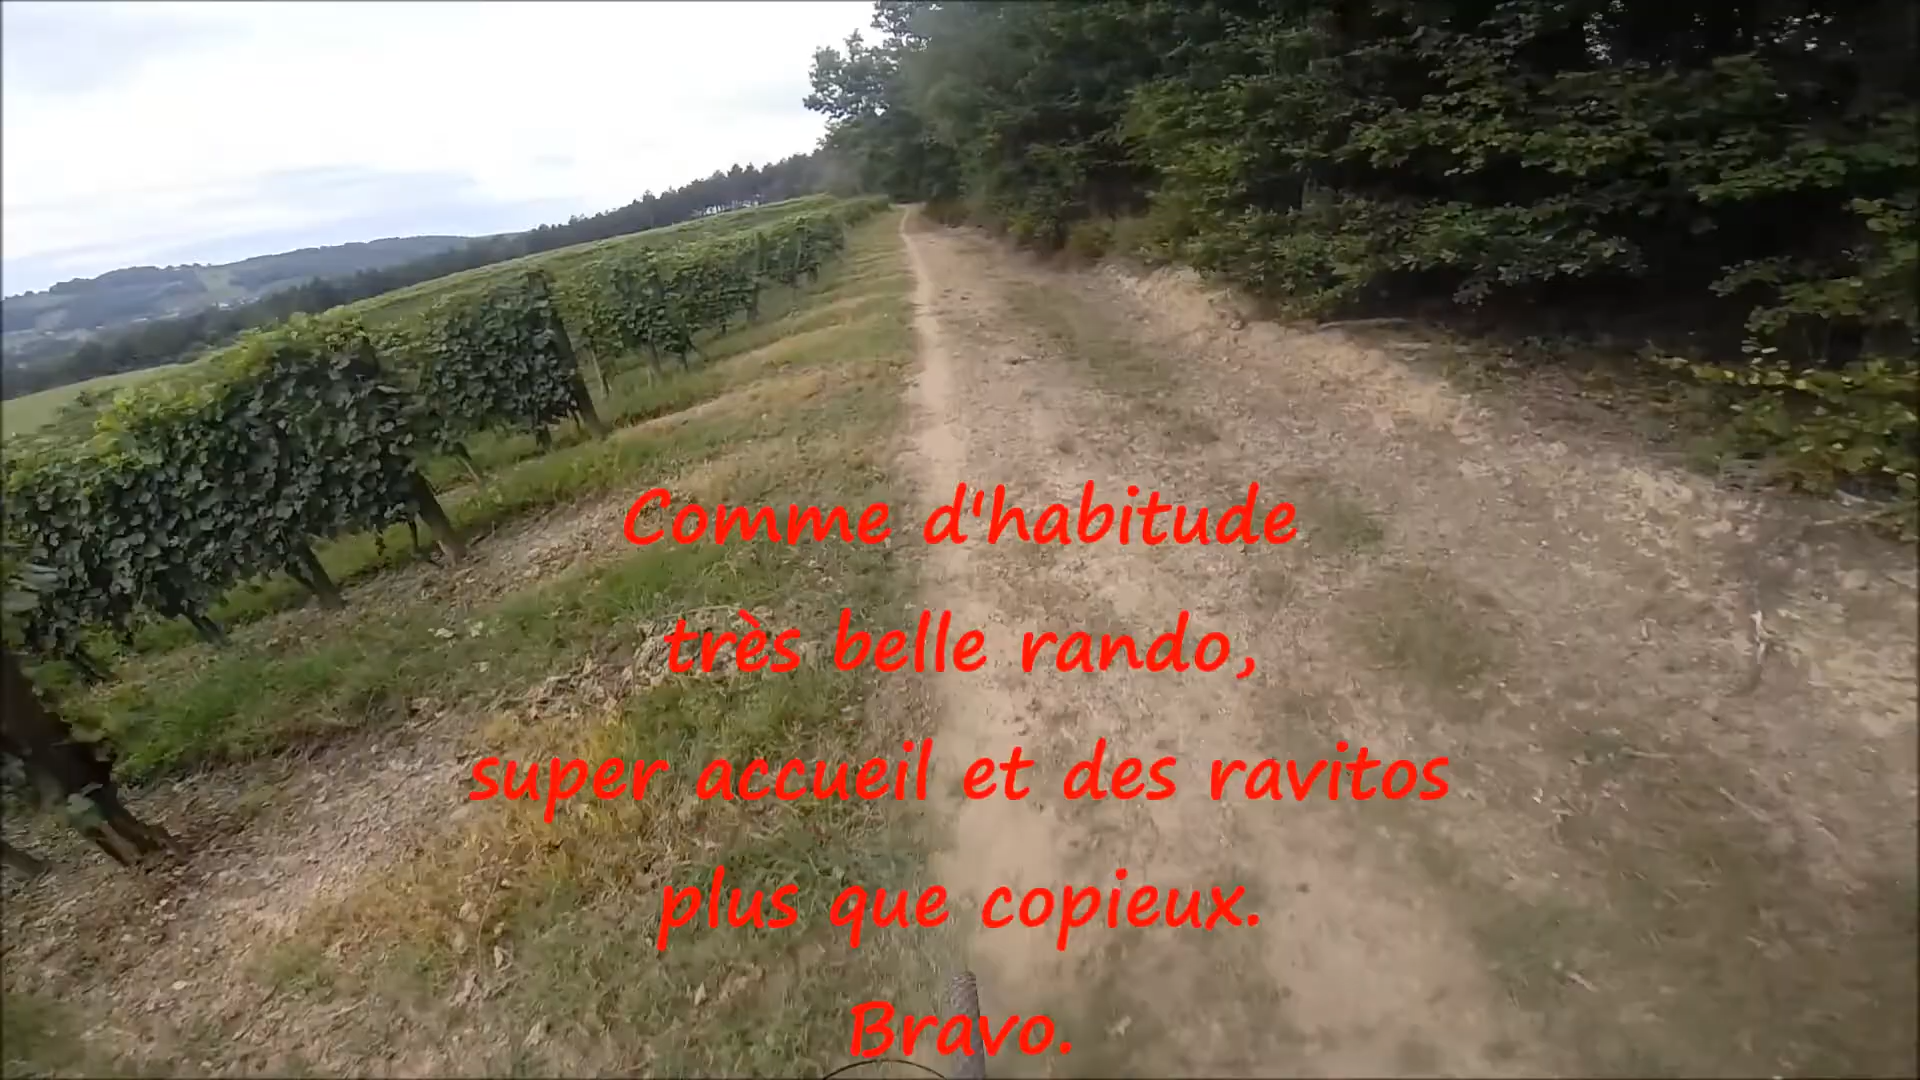 Comme d'habitude
très belle rando,
super accueil et des ravitos
plus que copieux.
Bravo.